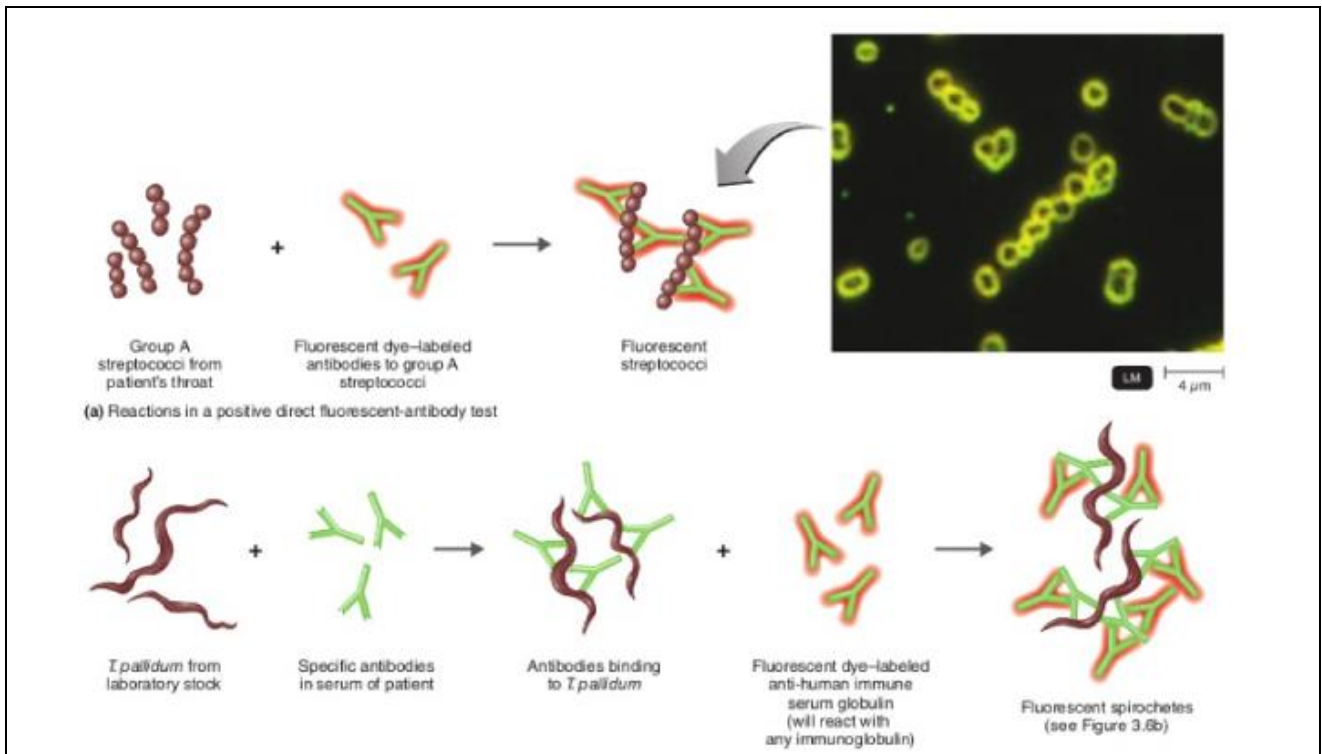 LM
4 µm
+
Group A
streptococci from
patient's throat
Fluorescent dye–labeled
antibodies to group A
streptococci
Fluorescent
streptococci
(a) Reactions in a positive direct fluorescent-antibody test
+
+
T. pallidum from
laboratory stock
Specific antibodies
in serum of patient
Antibodies binding
to T. pallidum
Fluorescent dye–labeled
anti-human immune
serum globulin
(will react with
any immunoglobulin)
Fluorescent spirochetes
(see Figure 3.6b)